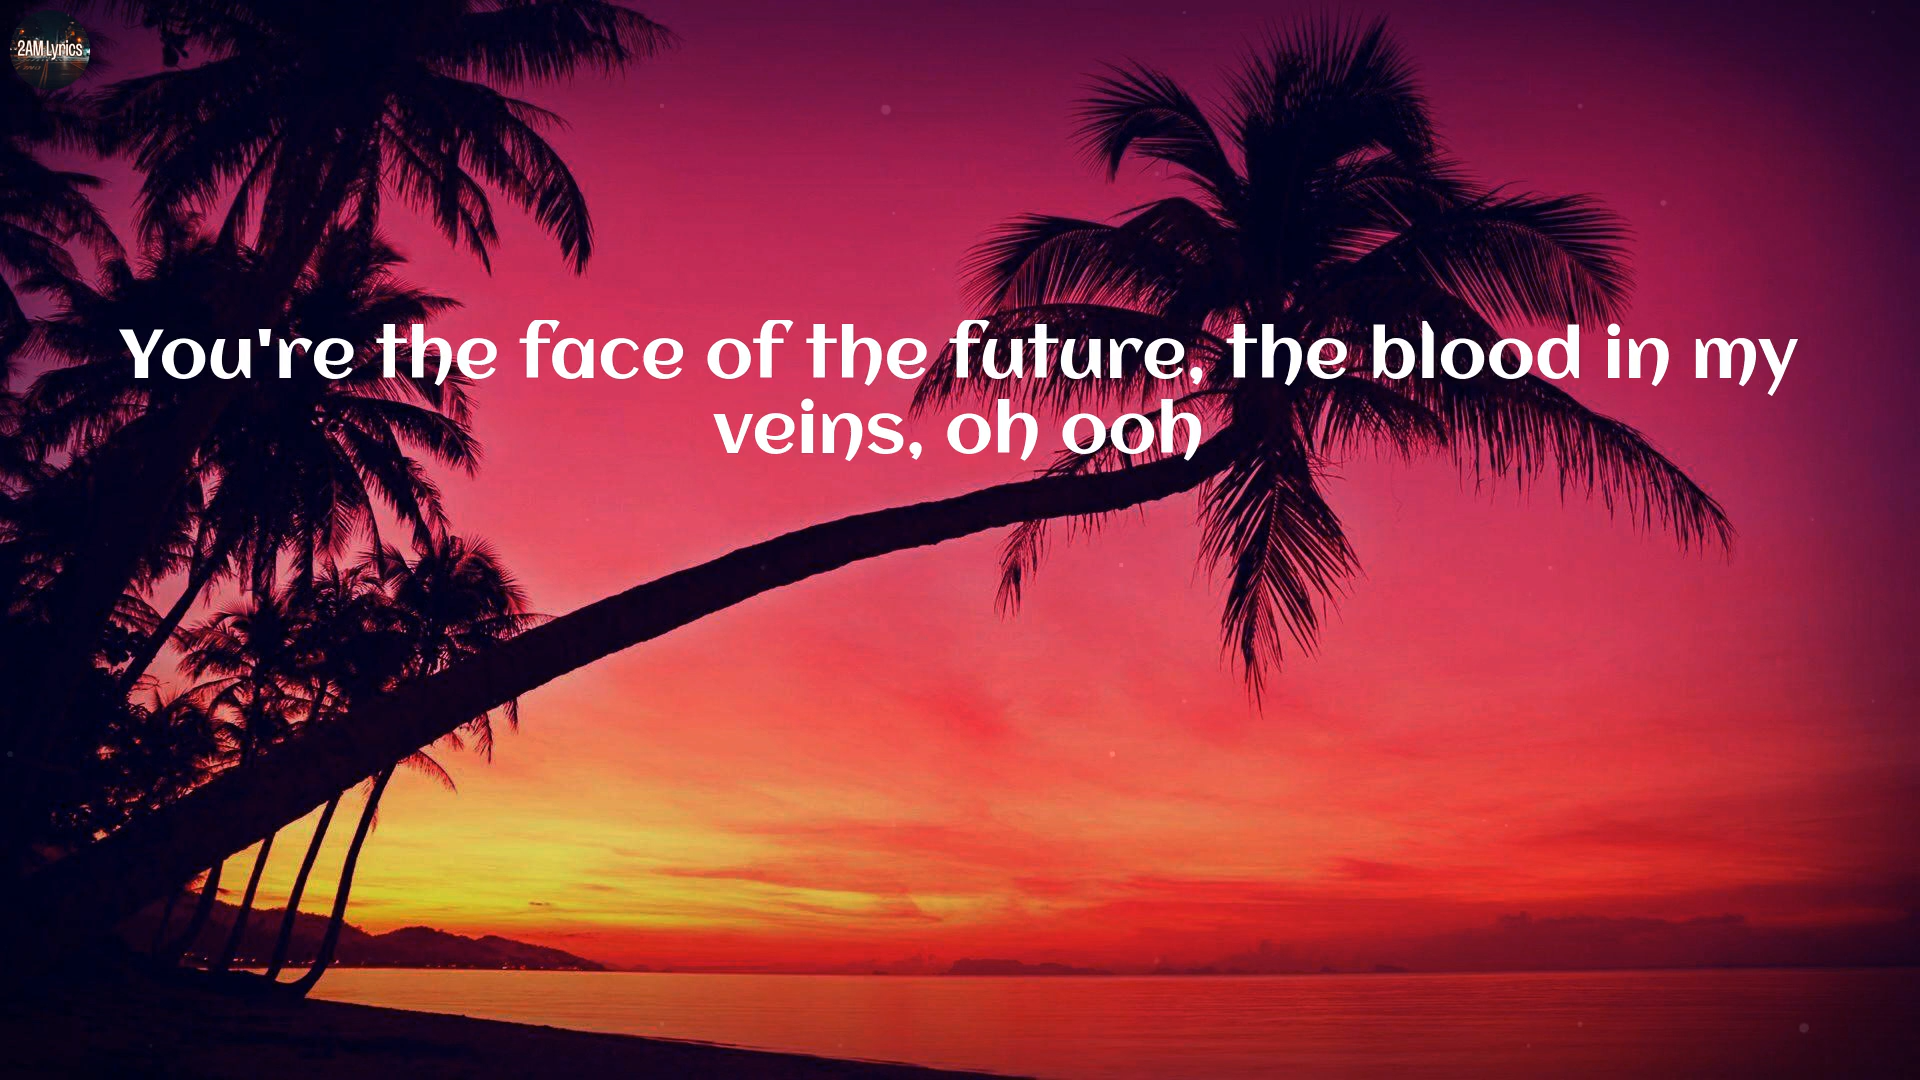 2AM Lyrics
You're the face of the future, the blood in my
veins, oh ooh